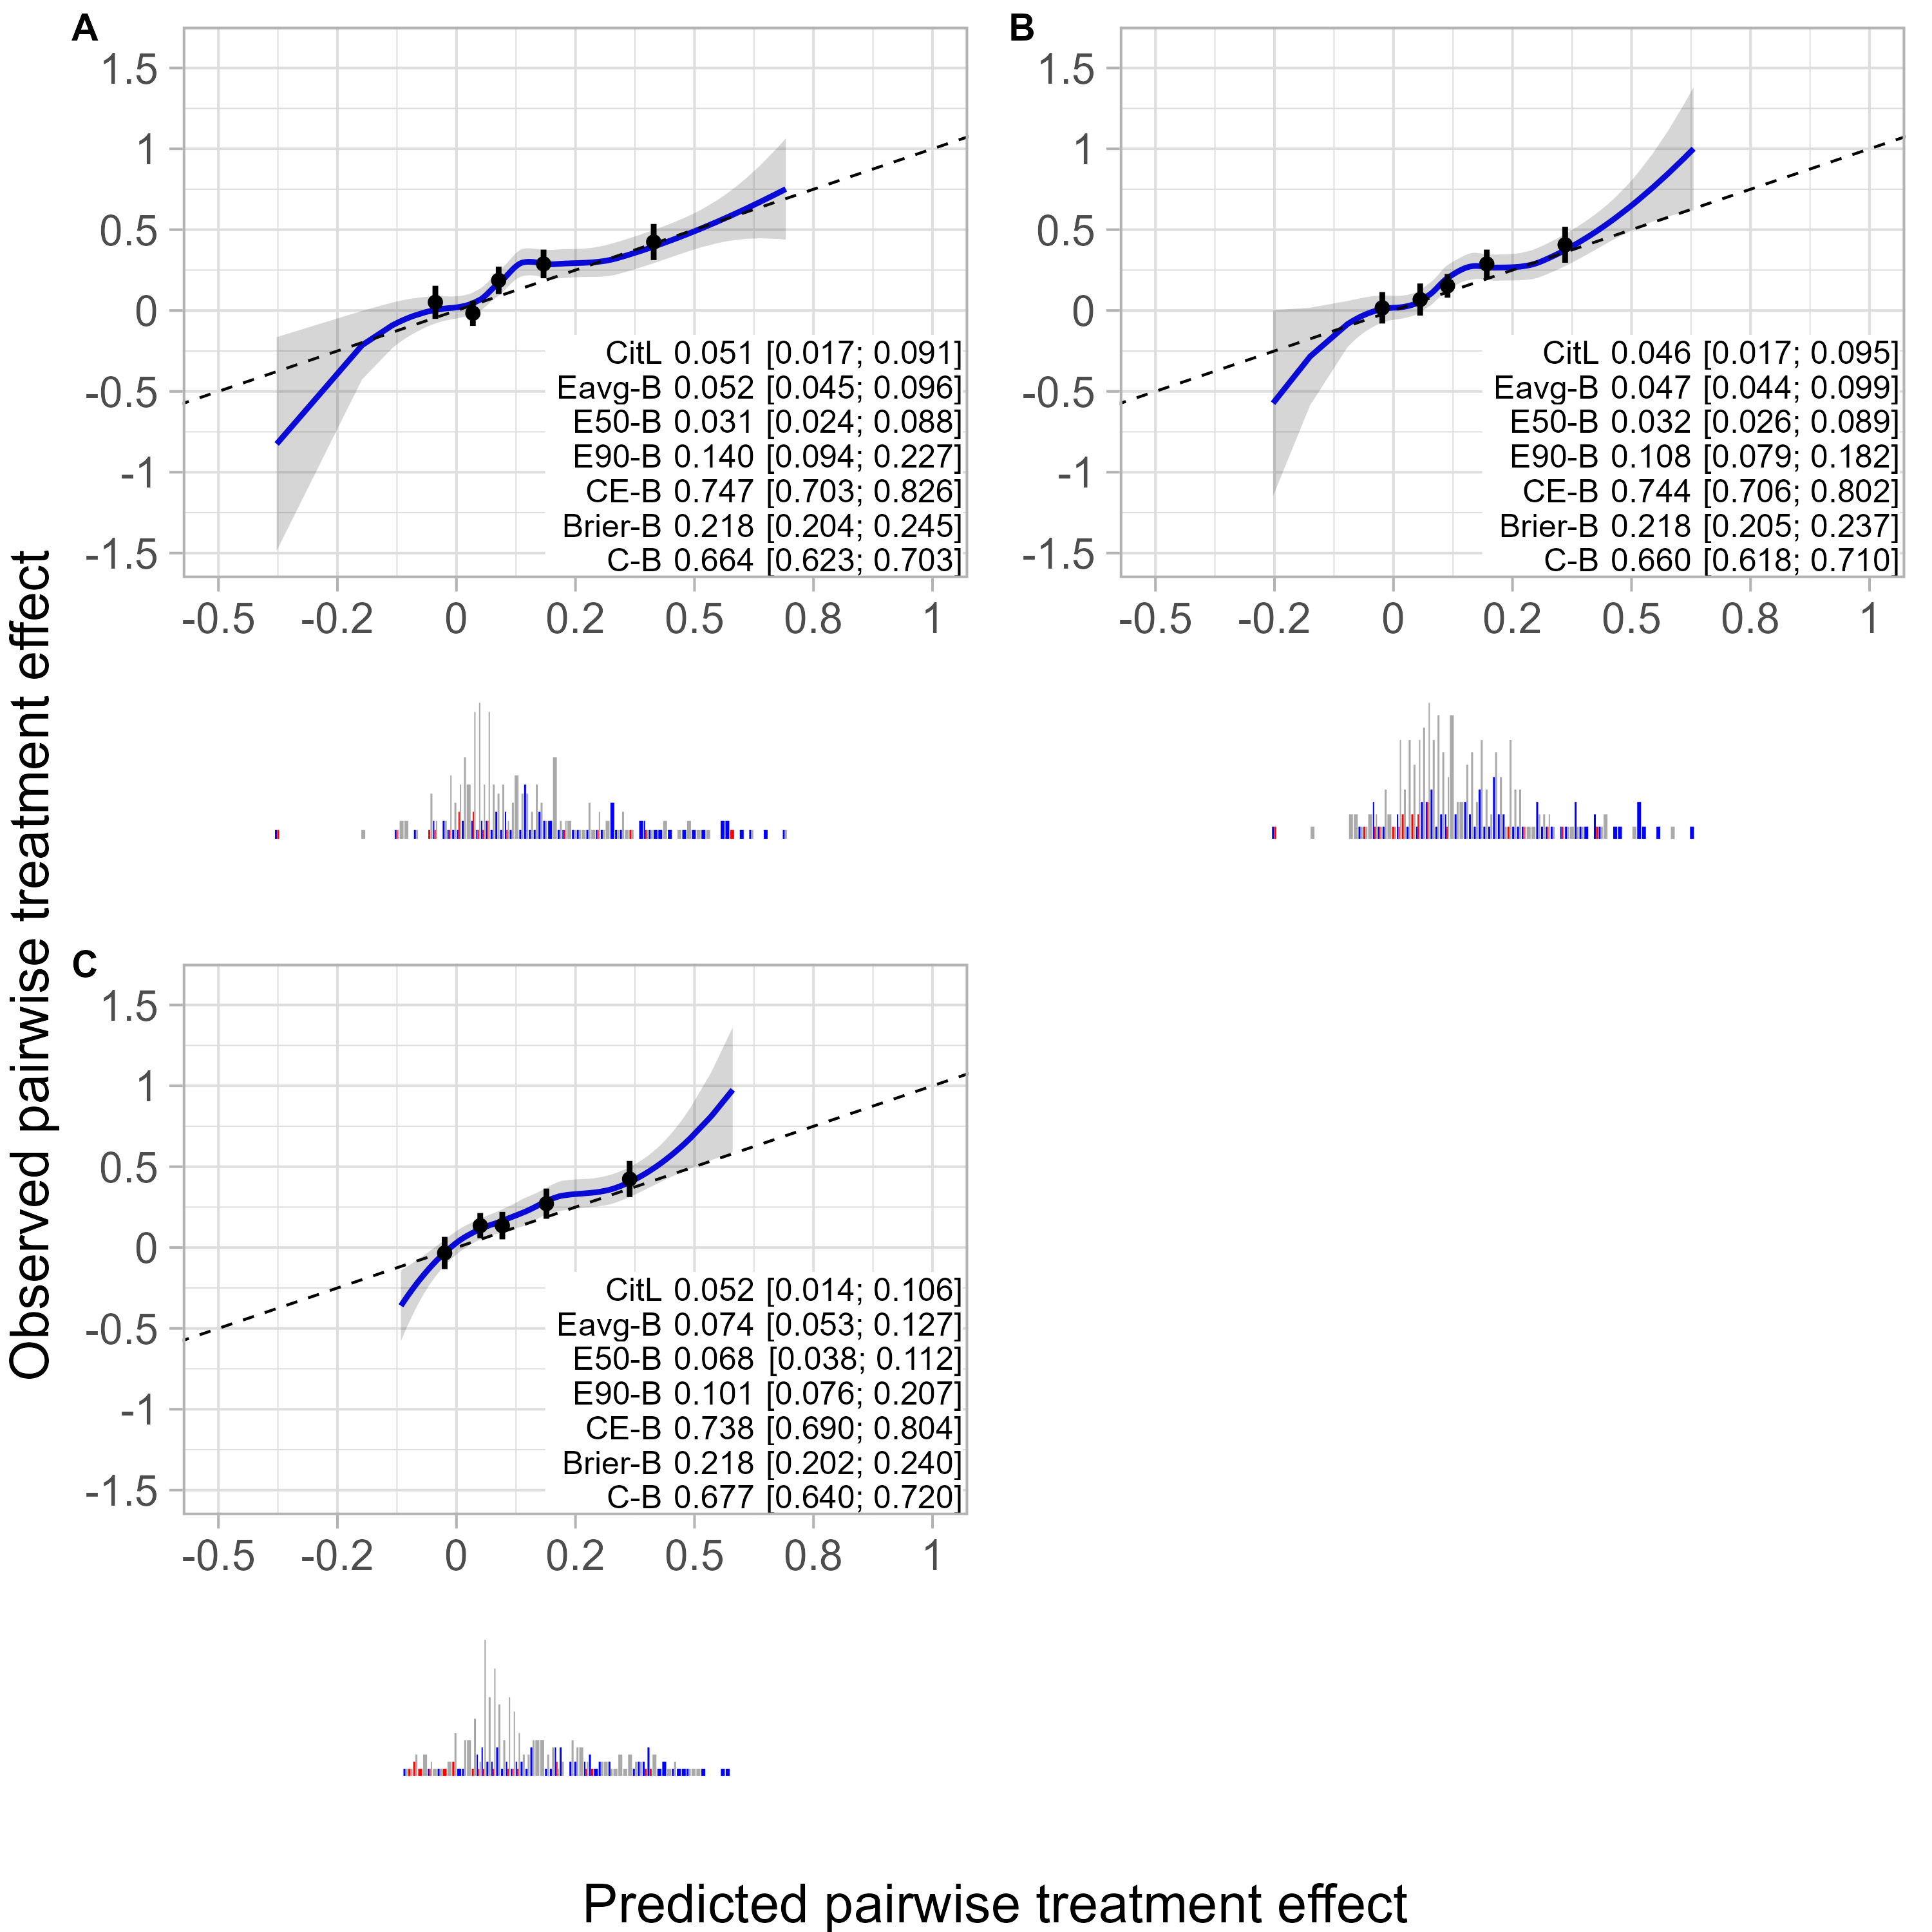 A
1.5
1
0.5
0
-0.5
-1
-1.5
CitL 0.051 [0.017; 0.091]
Eavg-B 0.052 [0.045; 0.096]
E50-B 0.031 [0.024; 0.088]
E90-B 0.140 [0.094; 0.227]
CE-B 0.747 [0.703; 0.826]
Brier-B 0.218 [0.204; 0.245]
C-B 0.664 [0.623; 0.703]
-0.5 -0.2 0 0.2 0.5 0.8 1
B
1.5
1
0.5
0
-0.5
-1
-1.5
CitL 0.046 [0.017; 0.095]
Eavg-B 0.047 [0.044; 0.099]
E50-B 0.032 [0.026; 0.089]
E90-B 0.108 [0.079; 0.182]
CE-B 0.744 [0.706; 0.802]
Brier-B 0.218 [0.205; 0.237]
C-B 0.660 [0.618; 0.710]
-0.5 -0.2 0 0.2 0.5 0.8 1
Observed pairwise treatment effect
C
1.5
1
0.5
0
-0.5
-1
-1.5
CitL 0.052 [0.014; 0.106]
Eavg-B 0.074 [0.053; 0.127]
E50-B 0.068 [0.038; 0.112]
E90-B 0.101 [0.076; 0.207]
CE-B 0.738 [0.690; 0.804]
Brier-B 0.218 [0.202; 0.240]
C-B 0.677 [0.640; 0.720]
-0.5 -0.2 0 0.2 0.5 0.8 1
Predicted pairwise treatment effect